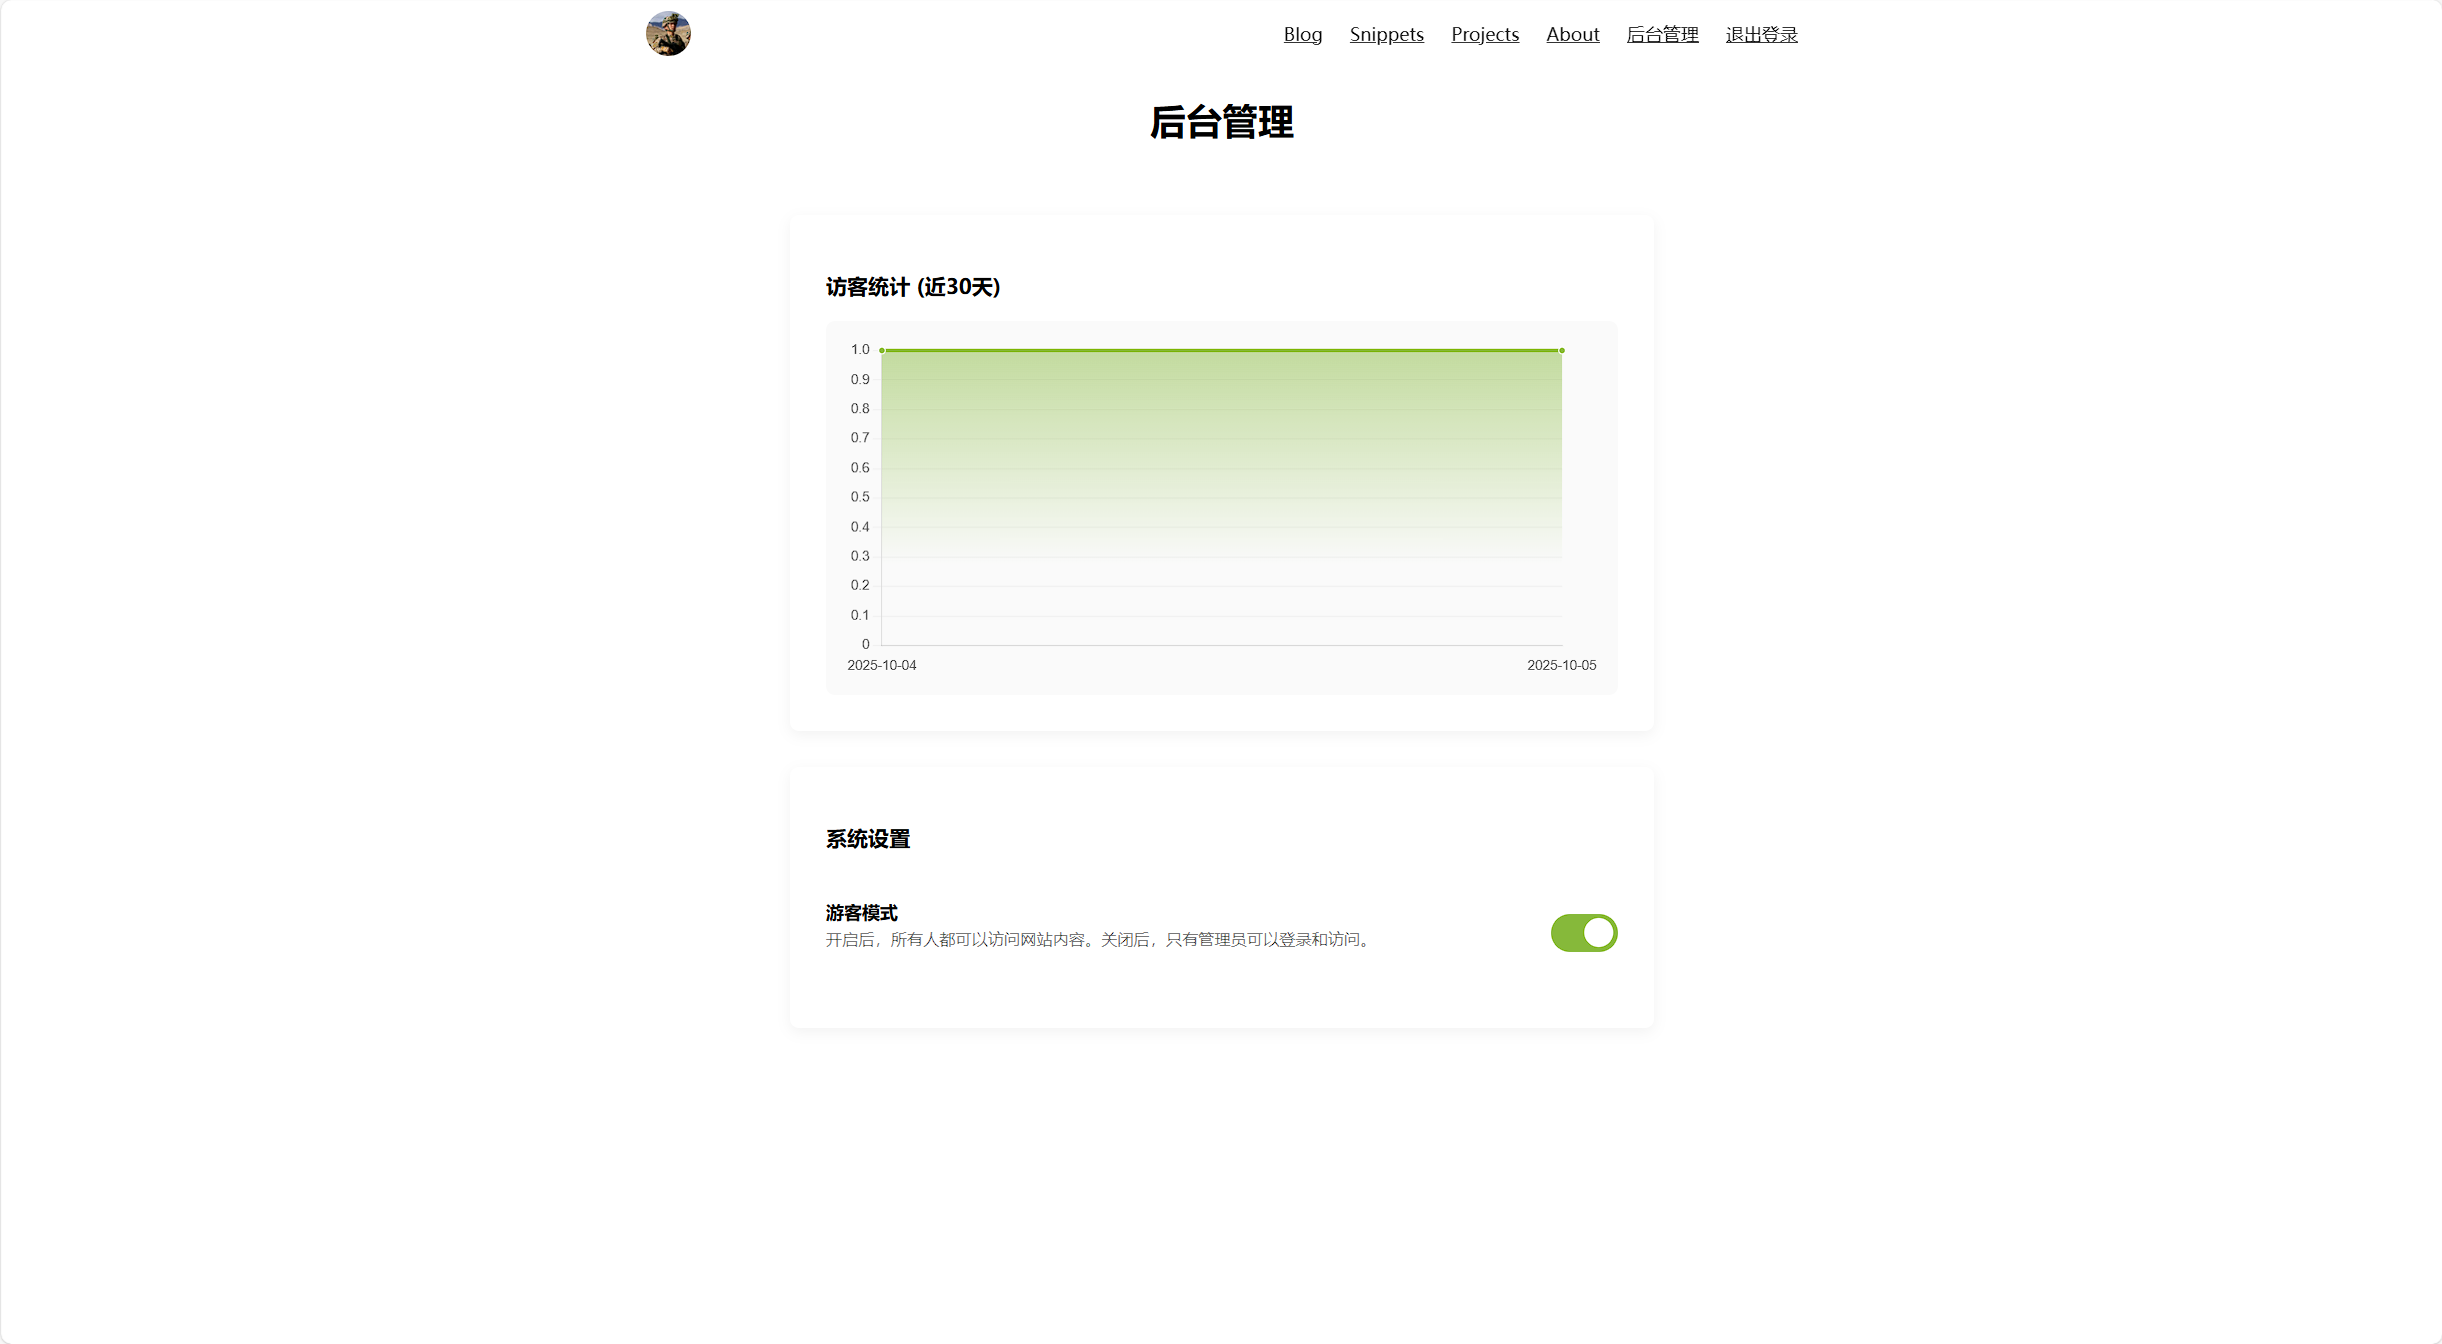 Blog Snippets Projects About 后台管理 退出登录
后台管理
访客统计 (近30天)
1.0
0.9
0.8
0.7
0.6
0.5
0.4
0.3
0.2
0.1
0
2025-10-04 2025-10-05
系统设置
游客模式
开启后，所有人都可以访问网站内容。关闭后，只有管理员可以登录和访问。